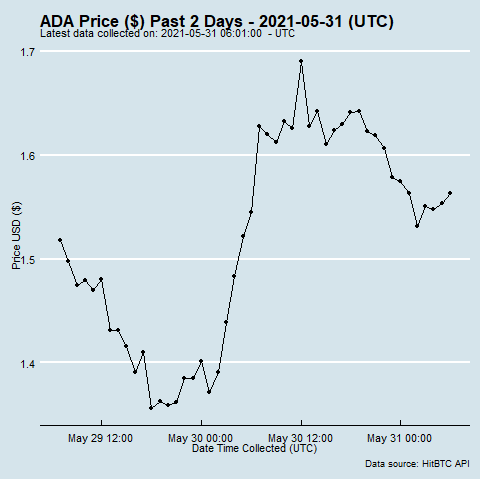 ADA Price ($) Past 2 Days - 2021-05-31 (UTC)
Latest data collected on: 2021-05-31 06:01:00  - UTC
1.7
1.6
1.5
1.4
Price USD ($)
May 29 12:00
May 30 00:00
May 30 12:00
May 31 00:00
Date Time Collected (UTC)
Data source: HitBTC API